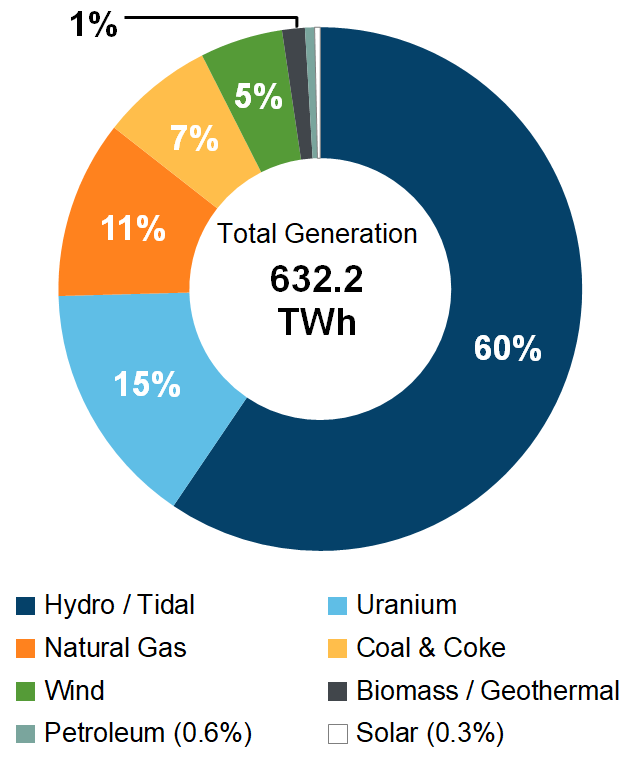 1%
5%
7%
11%
Total Generation
632.2
TWh
60%
15%
Hydro / Tidal
Uranium
Natural Gas
Coal & Coke
Wind
Biomass / Geothermal
Petroleum (0.6%)
Solar (0.3%)